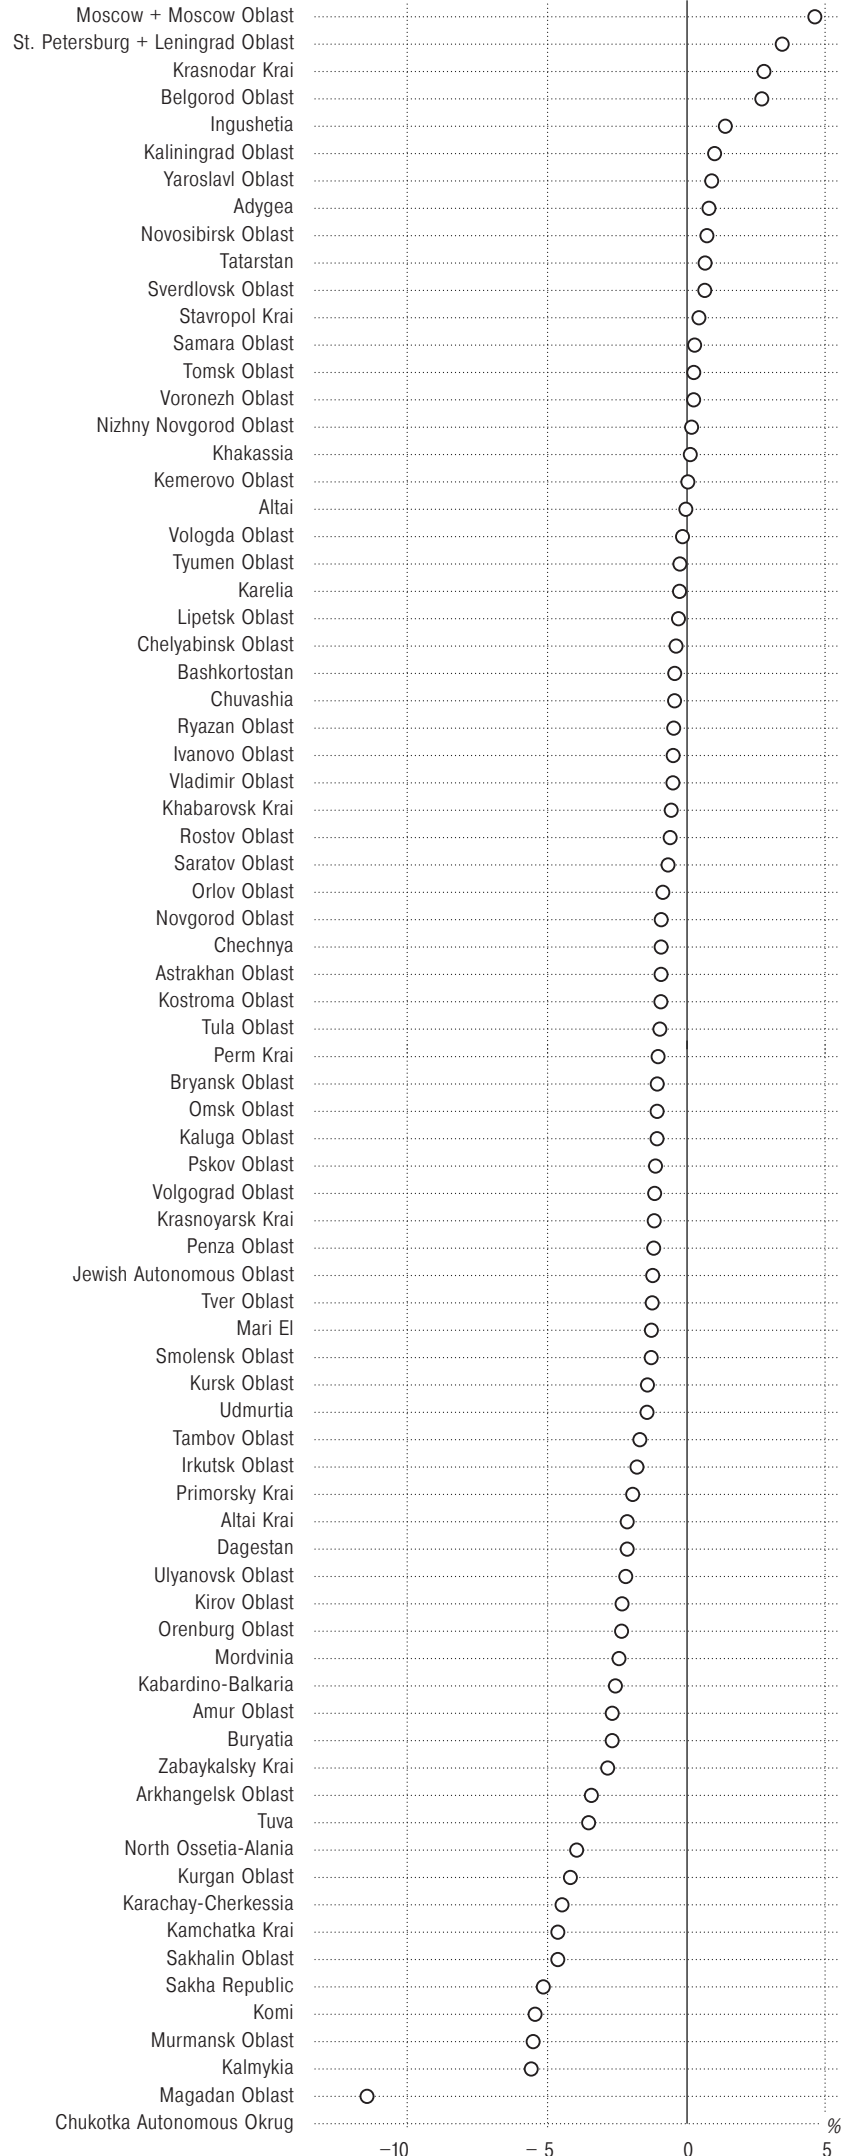 Moscow + Moscow Oblast
St. Petersburg + Leningrad Oblast
Krasnodar Krai
Belgorod Oblast
Ingushetia
Kaliningrad Oblast
Yaroslavl Oblast
Adygea
Novosibirsk Oblast
Tatarstan
Sverdlovsk Oblast
Stavropol Krai
Samara Oblast
Tomsk Oblast
Voronezh Oblast
Nizhny Novgorod Oblast
Khakassia
Kemerovo Oblast
Altai
Vologda Oblast
Tyumen Oblast
Karelia
Lipetsk Oblast
Chelyabinsk Oblast
Bashkortostan
Chuvashia
Ryazan Oblast
Ivanovo Oblast
Vladimir Oblast
Khabarovsk Krai
Rostov Oblast
Saratov Oblast
Orlov Oblast
Novgorod Oblast
Chechnya
Astrakhan Oblast
Kostroma Oblast
Tula Oblast
Perm Krai
Bryansk Oblast
Omsk Oblast
Kaluga Oblast
Pskov Oblast
Volgograd Oblast
Krasnoyarsk Krai
Penza Oblast
Jewish Autonomous Oblast
Tver Oblast
Mari El
Smolensk Oblast
Kursk Oblast
Udmurtia
Tambov Oblast
Irkutsk Oblast
Primorsky Krai
Altai Krai
Dagestan
Ulyanovsk Oblast
Kirov Oblast
Orenburg Oblast
Mordvinia
Kabardino-Balkaria
Amur Oblast
Buryatia
Zabaykalsky Krai
Arkhangelsk Oblast
Tuva
North Ossetia-Alania
Kurgan Oblast
Karachay-Cherkessia
Kamchatka Krai
Sakhalin Oblast
Sakha Republic
Komi
Murmansk Oblast
Kalmykia
Magadan Oblast
Chukotka Autonomous Okrug %
−10 − 5 0 5